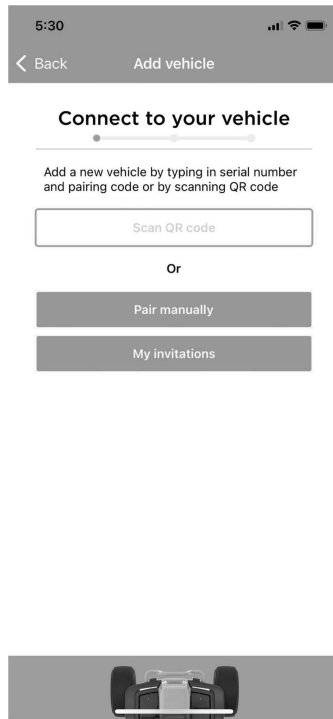 5:30
Back
Add vehicle
Connect to your vehicle
Add a new vehicle by typing in serial number
and pairing code or by scanning QR code
Scan QR code
Or
Pair manually
My invitations